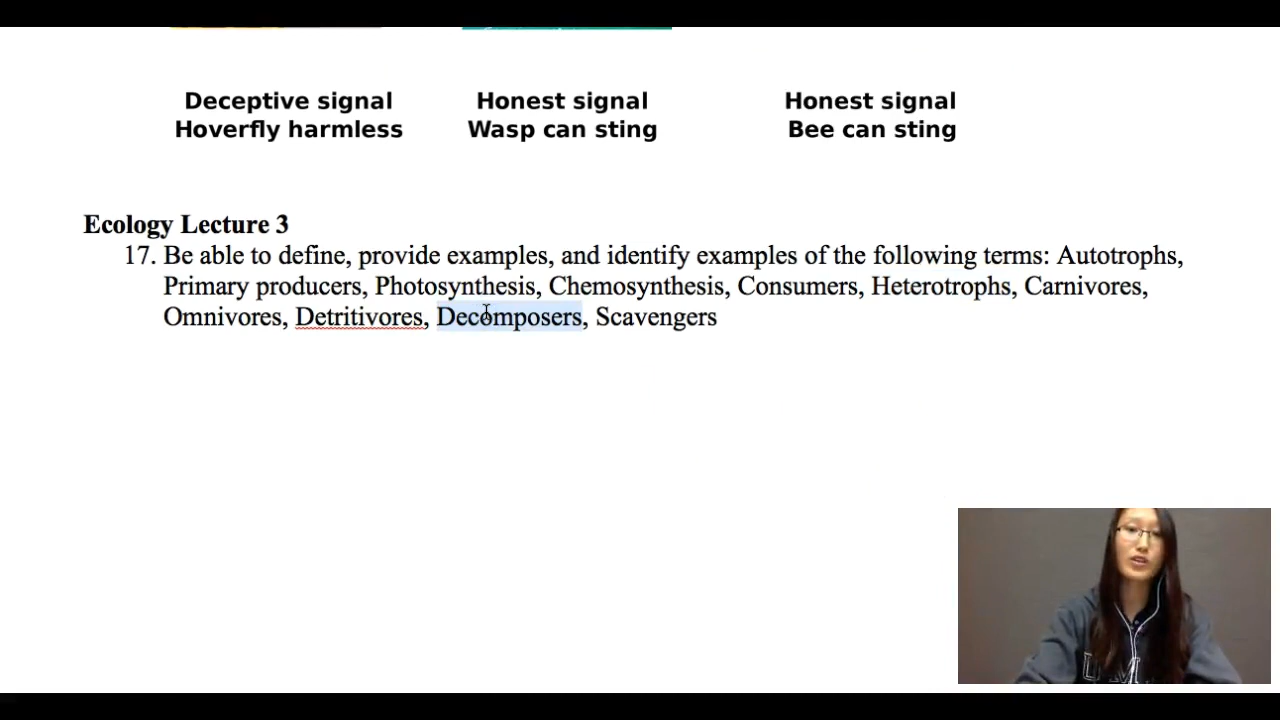 Deceptive signal
Hoverfly harmless
Honest signal
Wasp can sting
Honest signal
Bee can sting
Ecology Lecture 3
17. Be able to define, provide examples, and identify examples of the following terms: Autotrophs,
Primary producers, Photosynthesis, Chemosynthesis, Consumers, Heterotrophs, Carnivores,
Omnivores, Detritivores, Decomposers, Scavengers